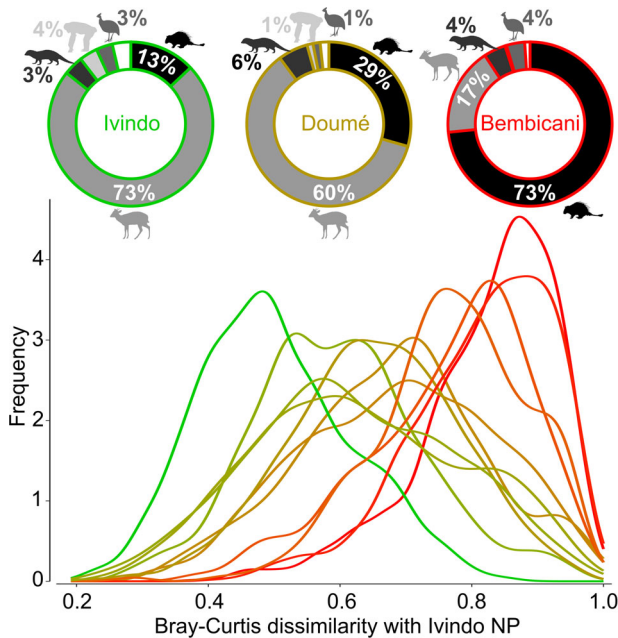 4% 3% 1% 1% 4% 4%
3% 13% 6% 29% 17%
Ivindo Doumé Bembicani
73% 60% 73%
4
3
2
1
0
Frequency
0.2 0.4 0.6 0.8 1.0
Bray-Curtis dissimilarity with Ivindo NP